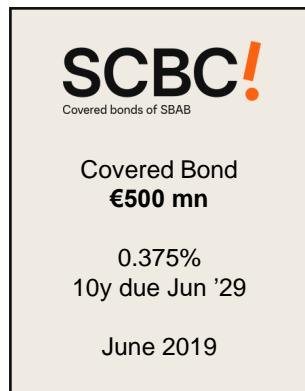 SCBC!
Covered bonds of SBAB
Covered Bond
€500 mn
0.375%
10y due Jun ’29
June 2019